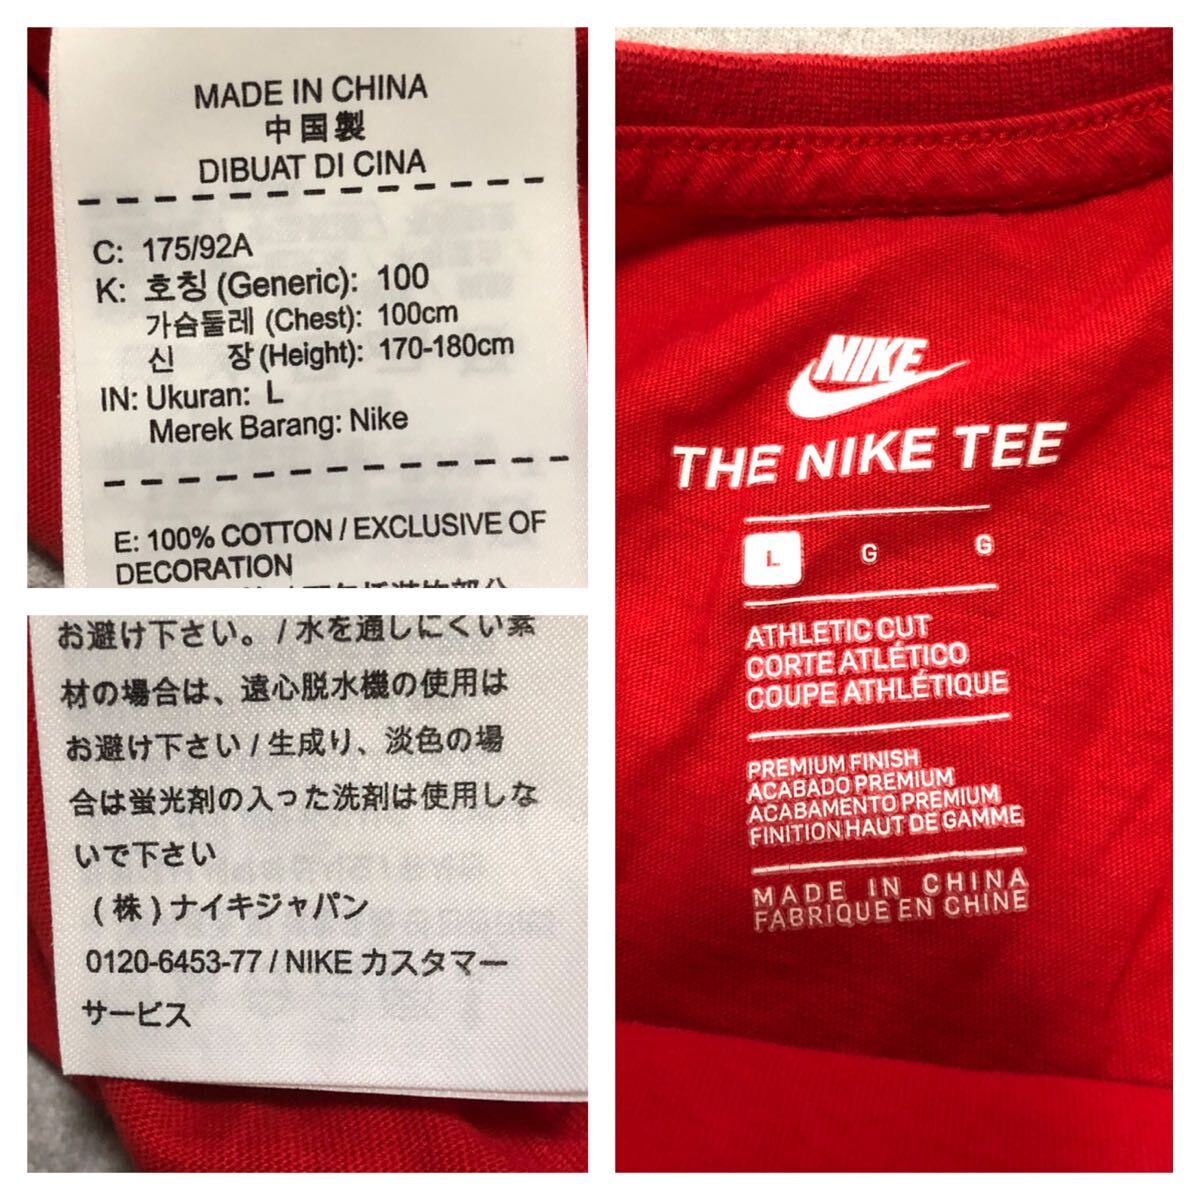 MADE IN CHINA
中国製
DIBUAT DI CINA
C: 175/92A
K: 호칭 (Generic): 100
가슴둘레 (Chest): 100cm
신 장 (Height): 170-180cm
IN: Ukuran: L
Merek Barang: Nike
E: 100% COTTON / EXCLUSIVE OF
DECORATION
お避け下さい。/ 水を通しにくい素
材の場合は、遠心脱水機の使用は
お避け下さい / 生成り、淡色の場
合は蛍光剤の入った洗剤は使用しな
いで下さい
(株)ナイキジャパン
0120-6453-77 / NIKE カスタマー
サービス
NIKE
THE NIKE TEE
L G G
ATHLETIC CUT
CORTE ATLÉTICO
COUPE ATHLÉTIQUE
PREMIUM FINISH
ACABADO PREMIUM
ACABAMENTO PREMIUM
FINITION HAUT DE GAMME
MADE IN CHINA
FABRIQUE EN CHINE